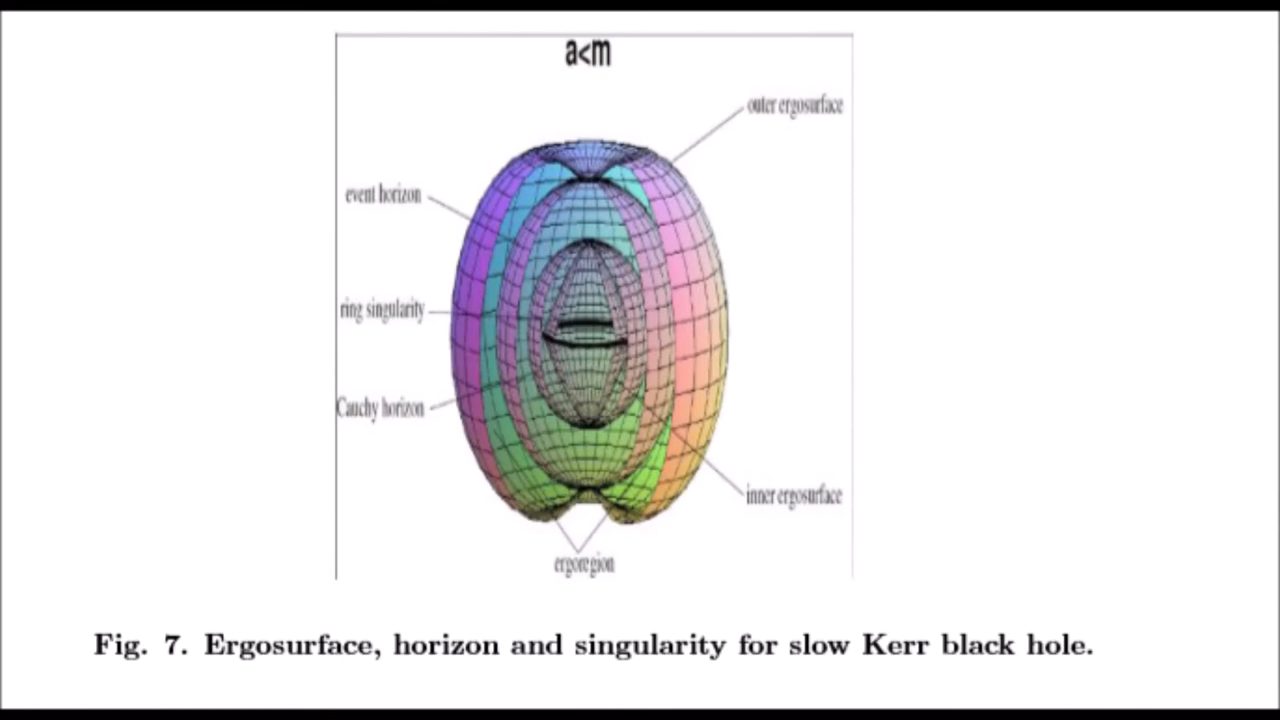 a<m
outer ergosurface
event horizon
ring singularity
Cauchy horizon
inner ergosurface
ergoregion
Fig. 7. Ergosurface, horizon and singularity for slow Kerr black hole.